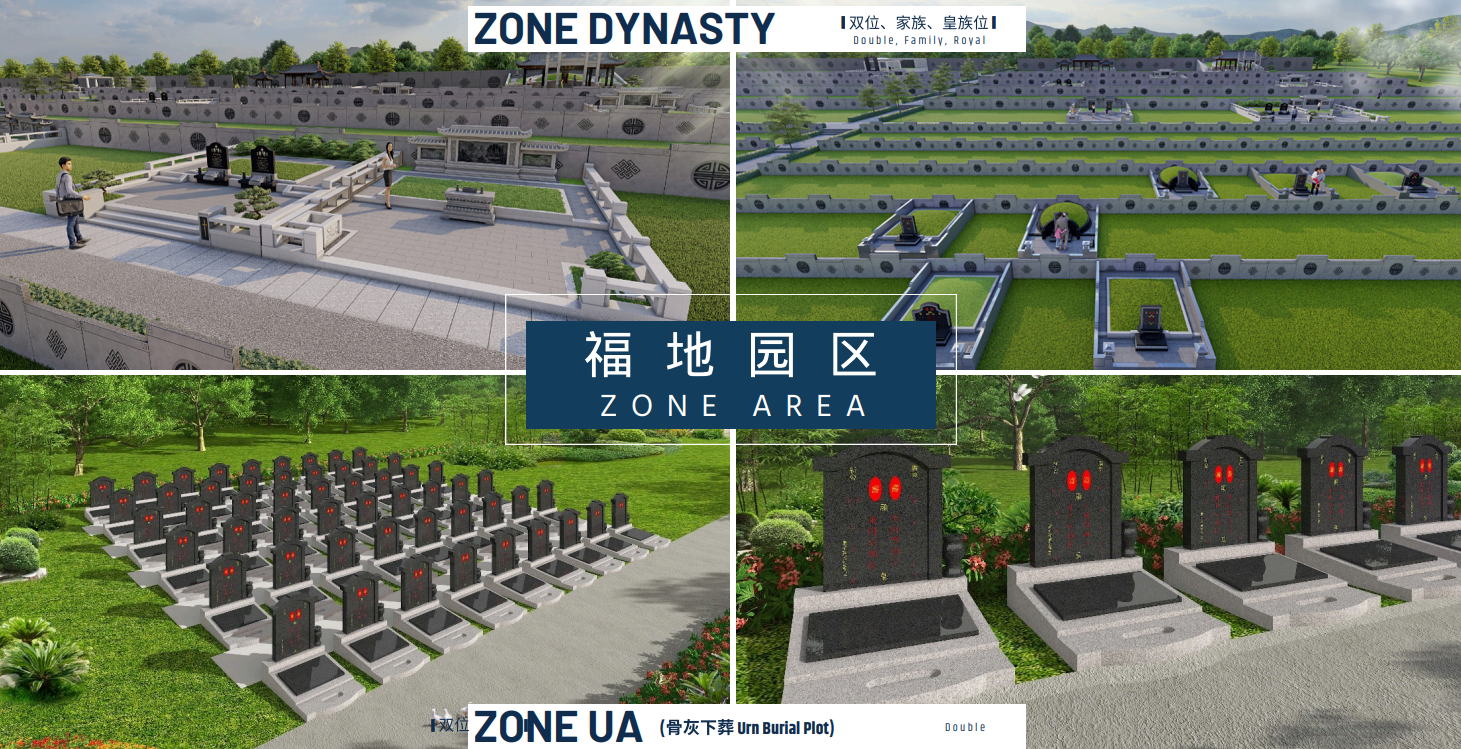 ZONE DYNASTY
双位、家族、皇族位
Double, Family, Royal
福地园区
ZONE AREA
双位
ZONE UA
(骨灰下葬 Urn Burial Plot)
Double